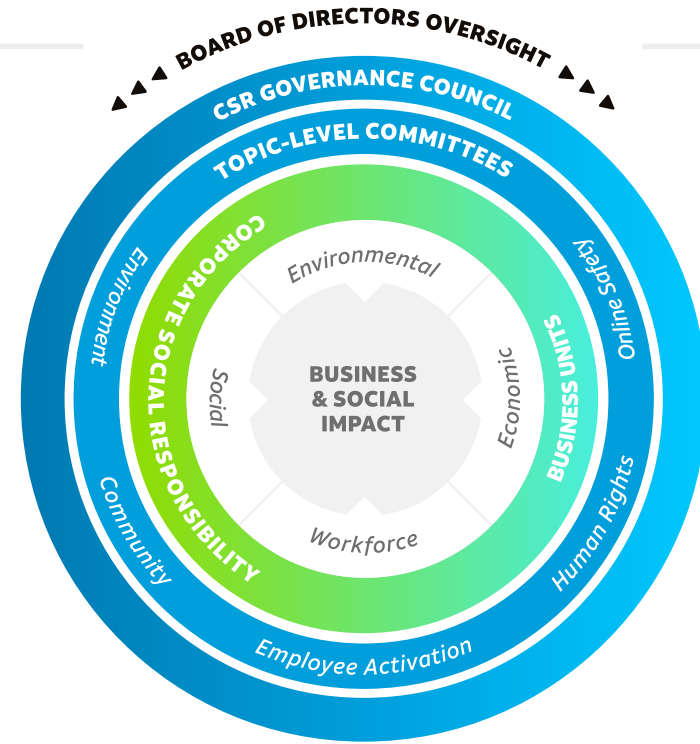 BOARD OF DIRECTORS OVERSIGHT
CSR GOVERNANCE COUNCIL
TOPIC-LEVEL COMMITTEES
Environment
Online Safety
Community
Human Rights
Employee Activation
CORPORATE SOCIAL RESPONSIBILITY
BUSINESS UNITS
Environmental
Social
Economic
Workforce
BUSINESS
& SOCIAL
IMPACT